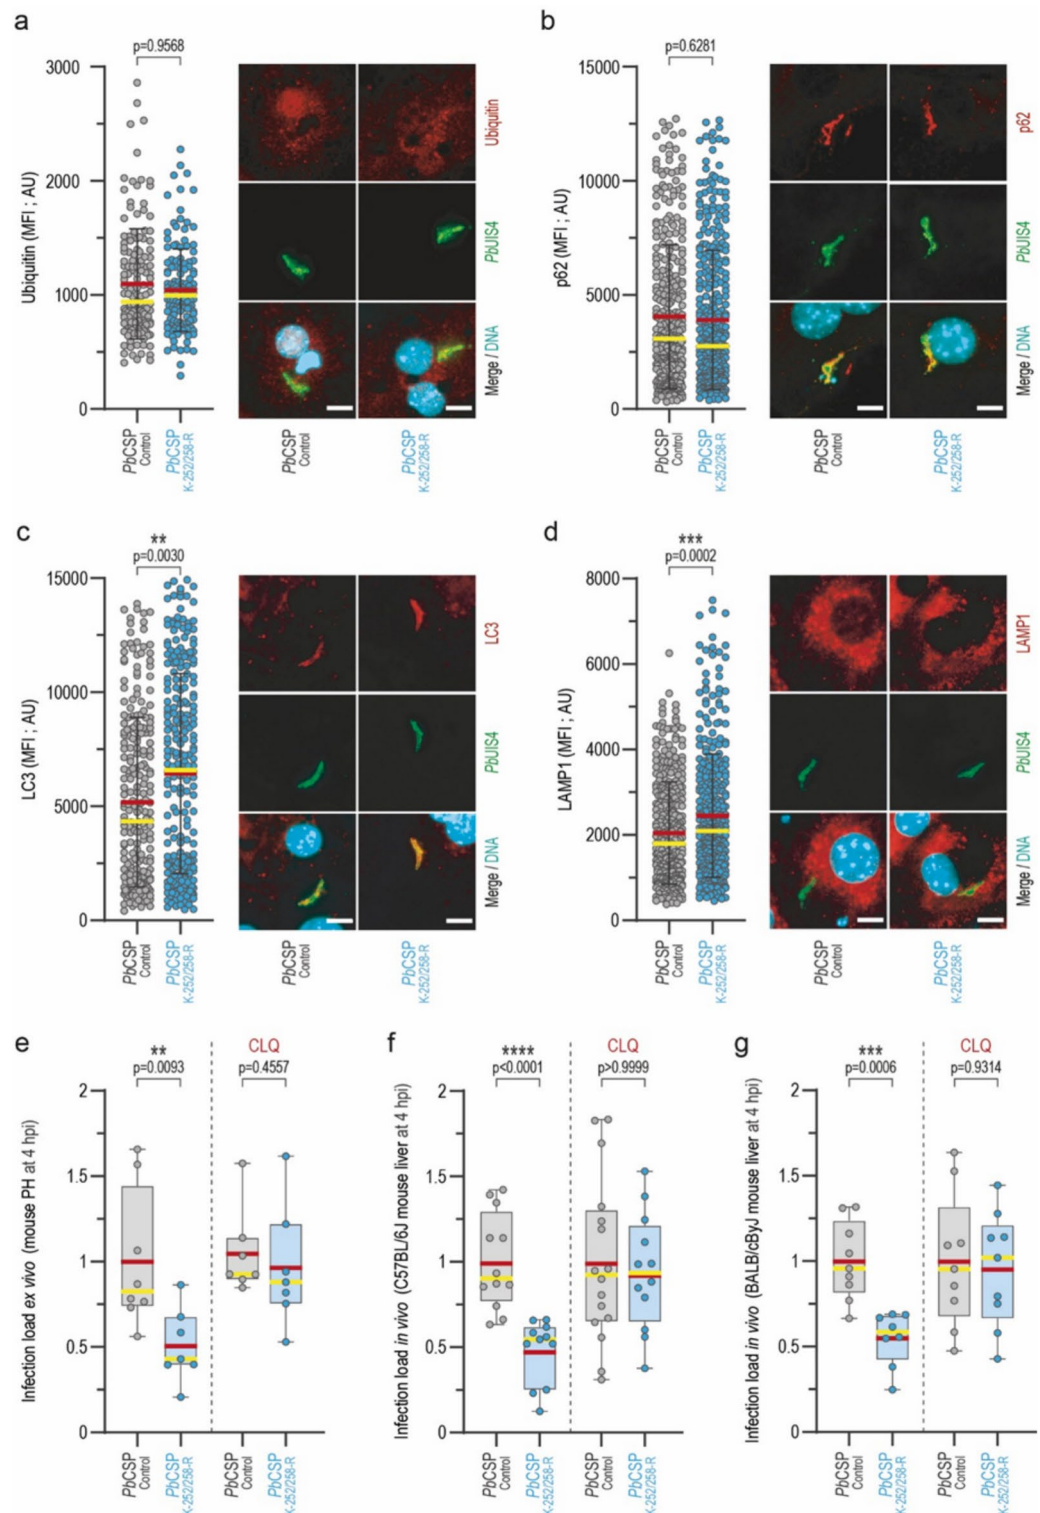 a
p=0.9568
3000
2000
1000
0
Ubiquitin (MFI ; AU)
PbCSP
Control
PbCSP
K-252/258-R
Ubiquitin
PbUIS4
Merge / DNA
PbCSP
Control
PbCSP
K-252/258-R
b
p=0.6281
15000
10000
5000
0
p62 (MFI ; AU)
PbCSP
Control
PbCSP
K-252/258-R
p62
PbUIS4
Merge / DNA
PbCSP
Control
PbCSP
K-252/258-R
c
**
p=0.0030
15000
10000
5000
0
LC3 (MFI ; AU)
PbCSP
Control
PbCSP
K-252/258-R
LC3
PbUIS4
Merge / DNA
PbCSP
Control
PbCSP
K-252/258-R
d
***
p=0.0002
8000
6000
4000
2000
0
LAMP1 (MFI ; AU)
PbCSP
Control
PbCSP
K-252/258-R
LAMP1
PbUIS4
Merge / DNA
PbCSP
Control
PbCSP
K-252/258-R
e
**
p=0.0093
CLQ
p=0.4557
2
1.5
1
0.5
0
Infection load ex vivo (mouse PH at 4 hpi)
PbCSP
Control
PbCSP
K-252/258-R
PbCSP
Control
PbCSP
K-252/258-R
f
****
p<0.0001
CLQ
p>0.9999
2
1.5
1
0.5
0
Infection load in vivo (C57BL/6J mouse liver at 4 hpi)
PbCSP
Control
PbCSP
K-252/258-R
PbCSP
Control
PbCSP
K-252/258-R
g
***
p=0.0006
CLQ
p=0.9314
2
1.5
1
0.5
0
Infection load in vivo (BALB/cByJ mouse liver at 4 hpi)
PbCSP
Control
PbCSP
K-252/258-R
PbCSP
Control
PbCSP
K-252/258-R